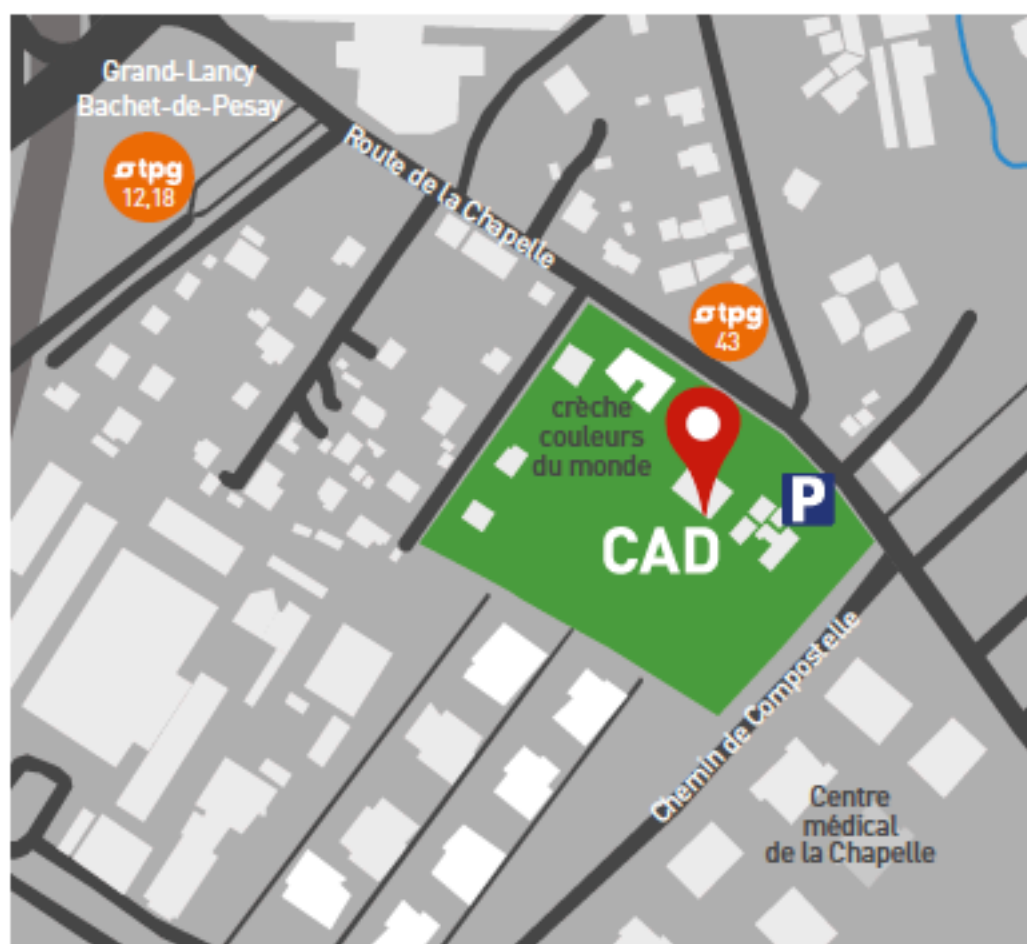 Grand-Lancy
Bachet-de-Pesay
tpg
12,18
Route de la Chapelle
tpg
43
crèche
couleurs
du monde
P
CAD
Chemin de Compostelle
Centre
médical
de la Chapelle